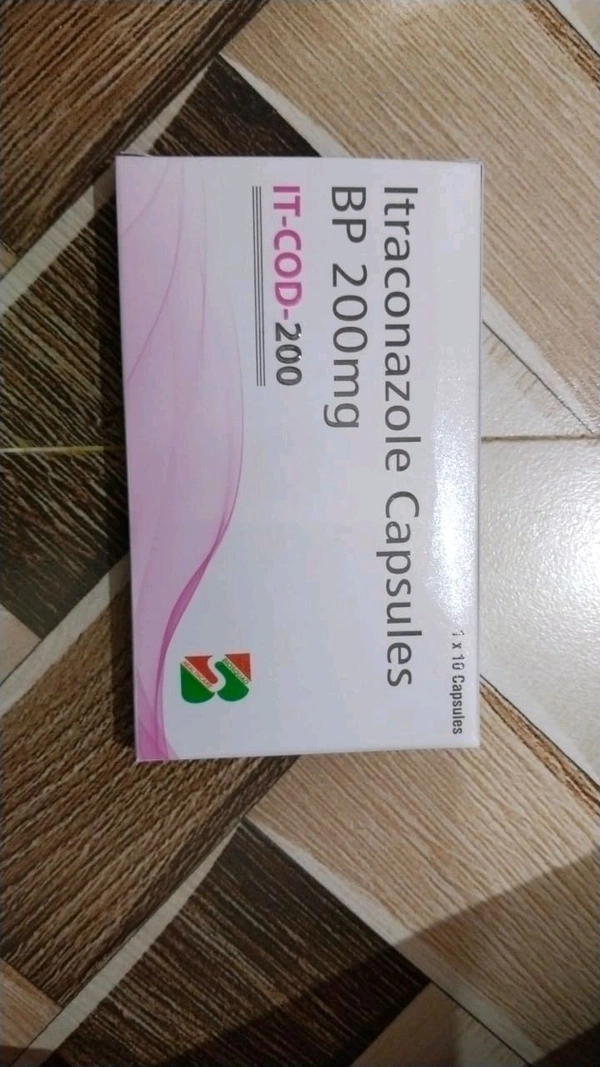 1 x 10 Capsules
Itraconazole Capsules
BP 200mg
IT-COD-200